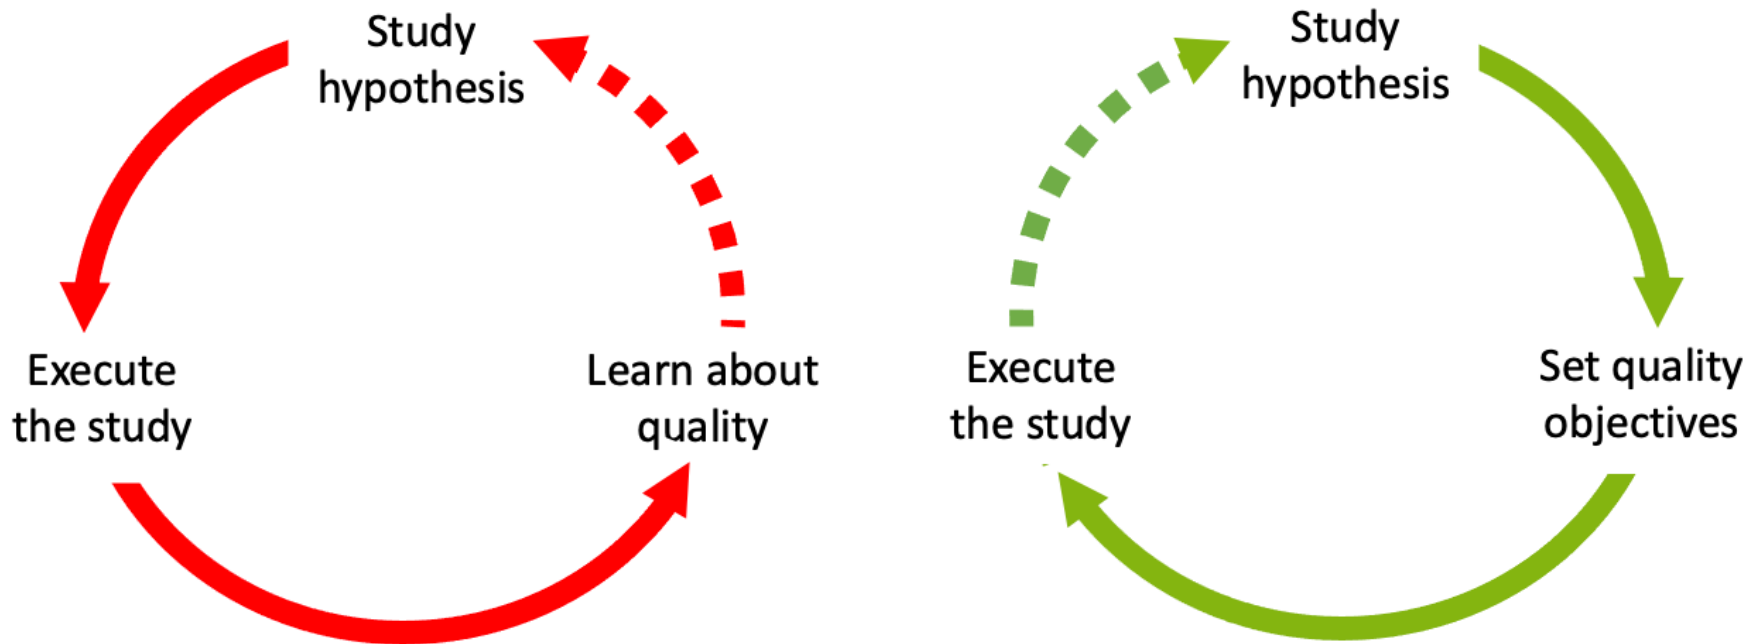 Study
hypothesis
Execute
the study
Learn about
quality
Study
hypothesis
Execute
the study
Set quality
objectives